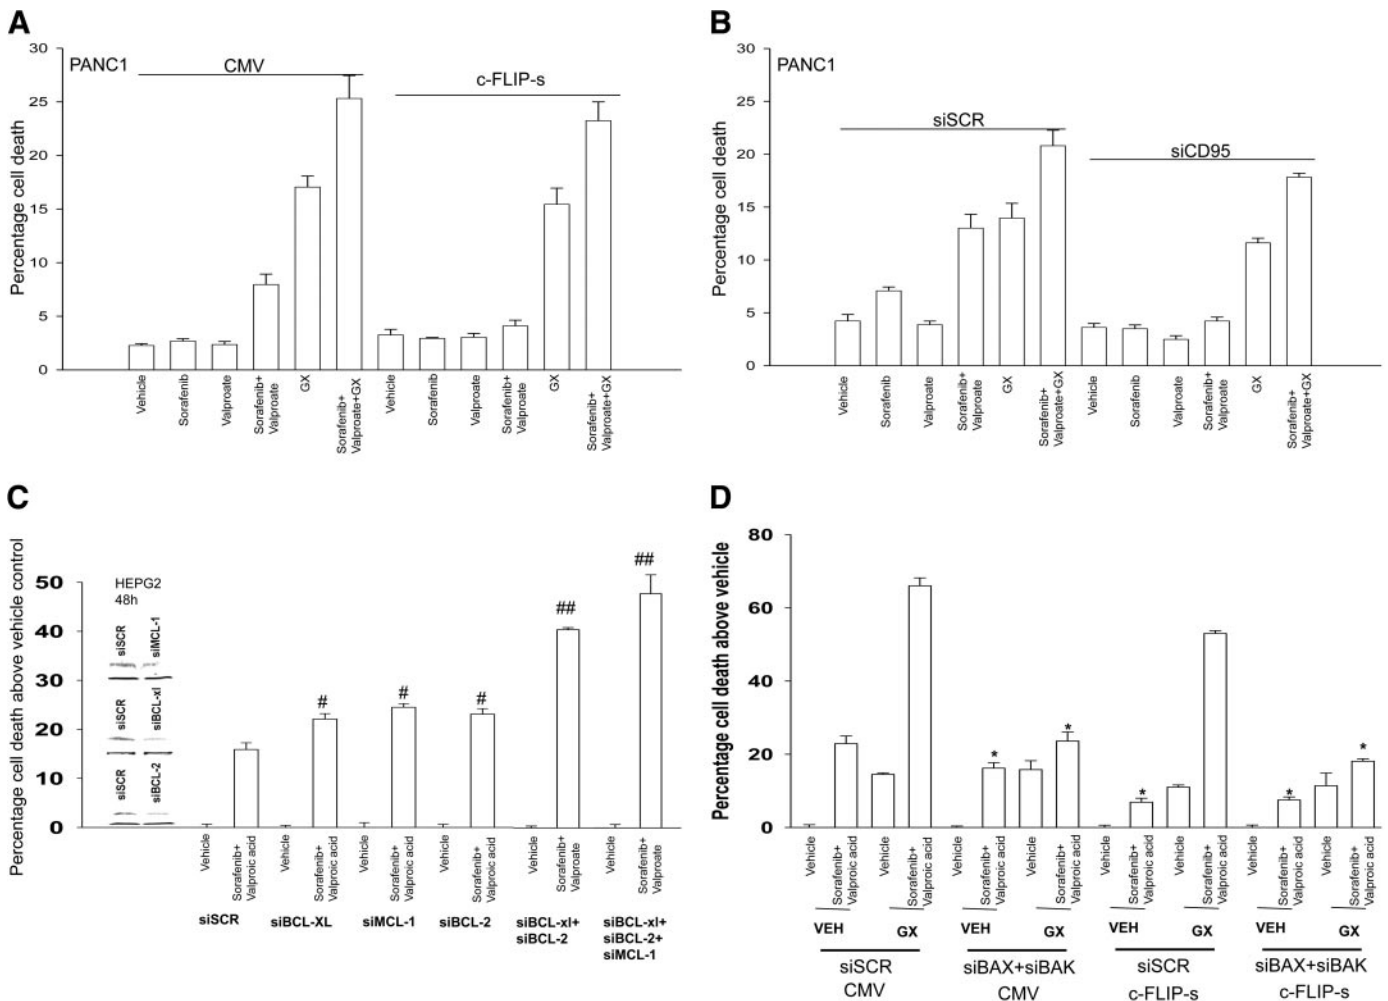 A
30
25
20
15
10
5
0
Percentage cell death
PANC1
CMV
c-FLIP-s
Vehicle
Sorafenib
Valproate
Sorafenib+
Valproate
GX
Sorafenib+
Valproate+GX
Vehicle
Sorafenib
Valproate
Sorafenib+
Valproate
GX
Sorafenib+
Valproate+GX
B
30
25
20
15
10
5
0
Percentage cell death
PANC1
siSCR
siCD95
Vehicle
Sorafenib
Valproate
Sorafenib+
Valproate
GX
Sorafenib+
Valproate+GX
Vehicle
Sorafenib
Valproate
Sorafenib+
Valproate
GX
Sorafenib+
Valproate+GX
C
50
40
30
20
10
0
Percentage cell death above vehicle control
HEPG2
48h
siSCR
siMCL-1
siSCR
siBCL-xl
siSCR
siBCL-2
#
#
#
##
##
Vehicle
Sorafenib+
Valproic acid
Vehicle
Sorafenib+
Valproic acid
Vehicle
Sorafenib+
Valproic acid
Vehicle
Sorafenib+
Valproic acid
Vehicle
Sorafenib+
Valproate
Vehicle
Sorafenib+
Valproate
siSCR
siBCL-XL
siMCL-1
siBCL-2
siBCL-xl+
siBCL-2
siBCL-xl+
siBCL-2+
siMCL-1
D
80
60
40
20
0
Percentage cell death above vehicle
*
*
*
*
*
Vehicle
Sorafenib+
Valproic acid
Vehicle
Sorafenib+
Valproic acid
Vehicle
Sorafenib+
Valproic acid
Vehicle
Sorafenib+
Valproic acid
Vehicle
Sorafenib+
Valproic acid
Vehicle
Sorafenib+
Valproic acid
Vehicle
Sorafenib+
Valproic acid
Vehicle
Sorafenib+
Valproic acid
VEH
GX
VEH
GX
VEH
GX
VEH
GX
siSCR
CMV
siBAX+siBAK
CMV
siSCR
c-FLIP-s
siBAX+siBAK
c-FLIP-s